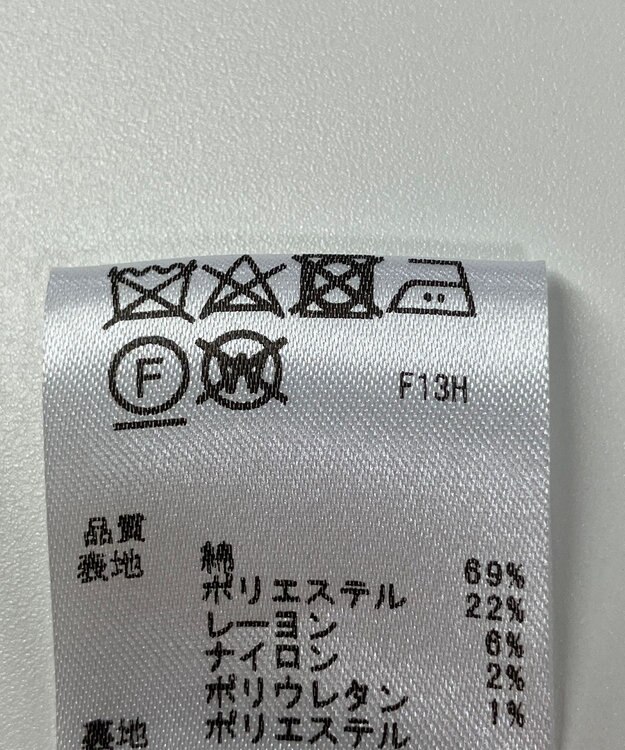 F W F13H
品質
表地 綿 69%
ポリエステル 22%
レーヨン 6%
ナイロン 2%
ポリウレタン 1%
裏地 ポリエステル